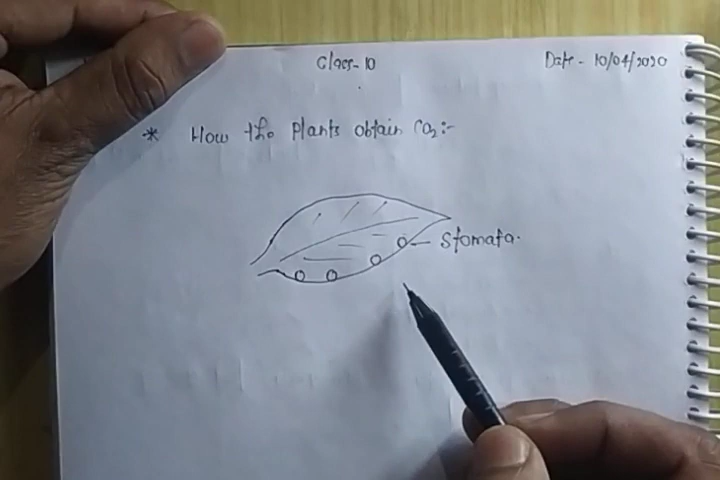 Class-10
Date - 10/04/2020
* How the Plants obtain CO2:-
Stomata.